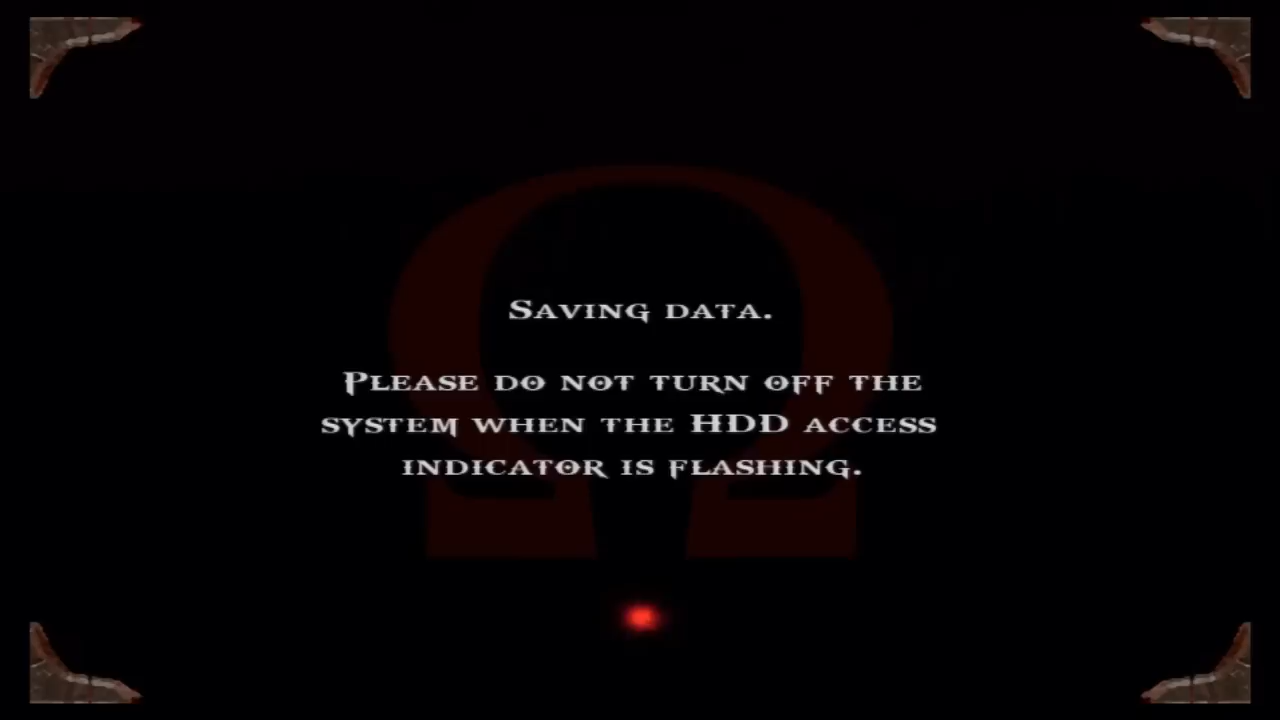 Saving data.
Please do not turn off the
system when the HDD access
indicator is flashing.